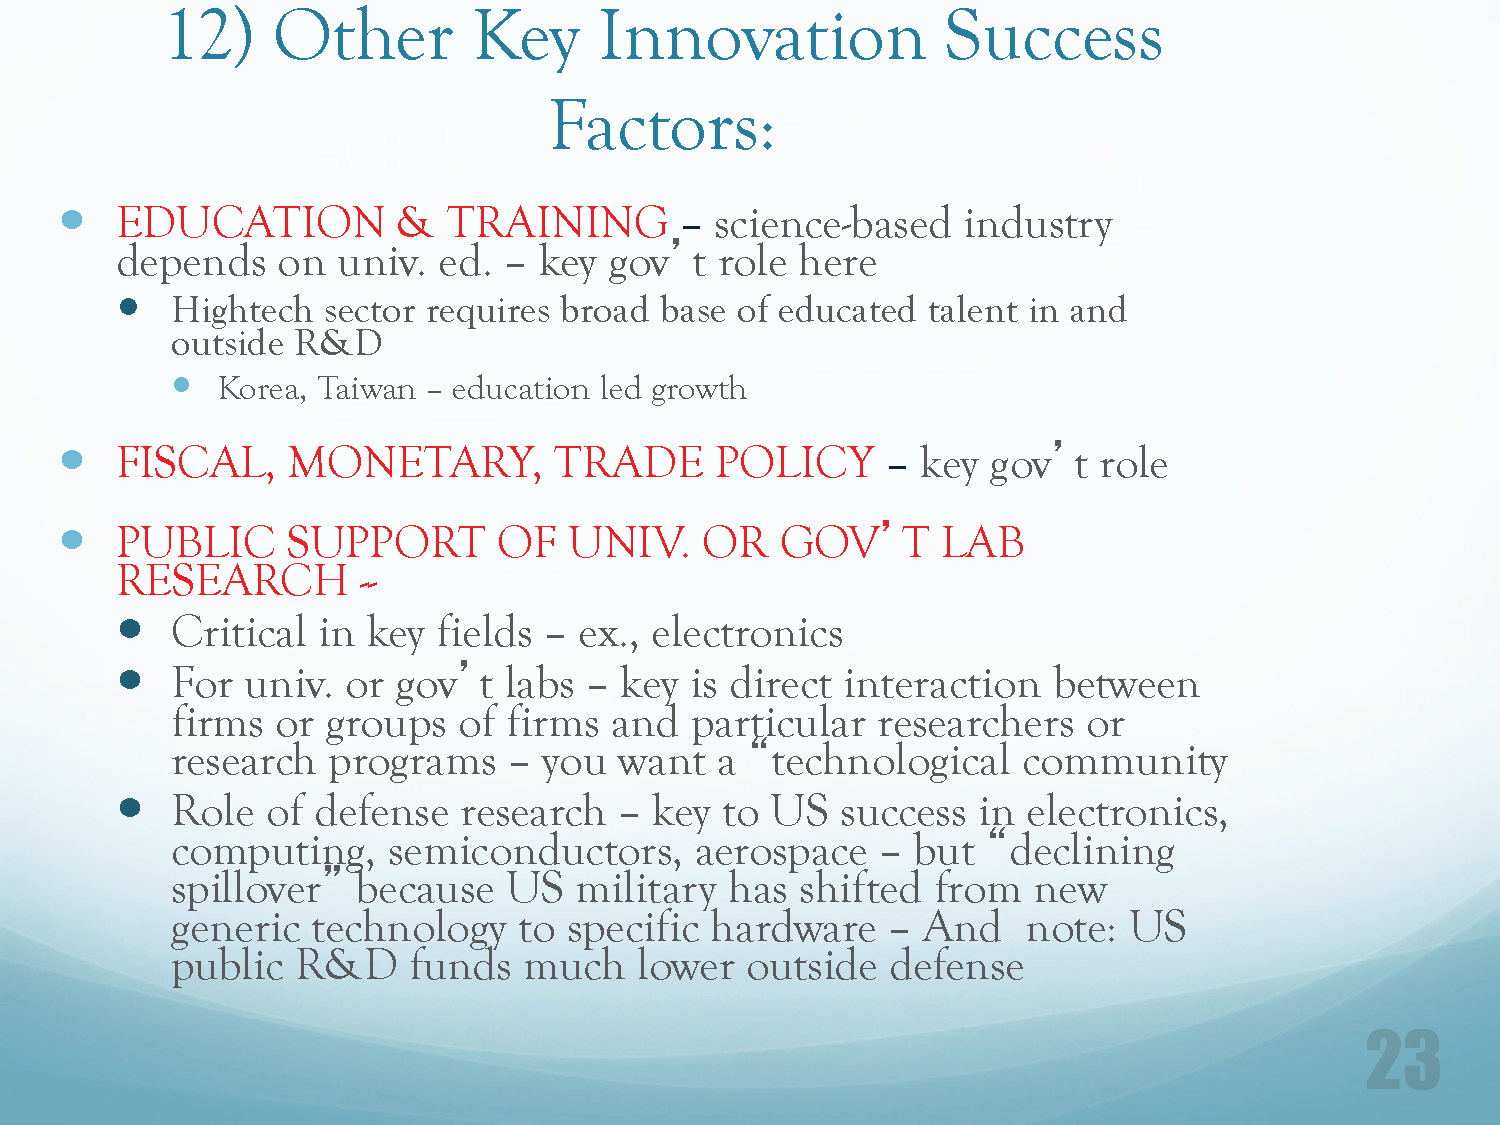 12) Other Key Innovation Success
Factors:
• EDUCATION & TRAINING,– science-based industry
depends on univ. ed. – key gov’t role here
• Hightech sector requires broad base of educated talent in and
outside R&D
• Korea, Taiwan – education led growth
• FISCAL, MONETARY, TRADE POLICY – key gov’t role
• PUBLIC SUPPORT OF UNIV. OR GOV’T LAB
RESEARCH --
• Critical in key fields – ex., electronics
• For univ. or gov’t labs – key is direct interaction between
firms or groups of firms and particular researchers or
research programs – you want a “technological community
• Role of defense research – key to US success in electronics,
computing, semiconductors, aerospace – but “declining
spillover” because US military has shifted from new
generic technology to specific hardware – And note: US
public R&D funds much lower outside defense
23